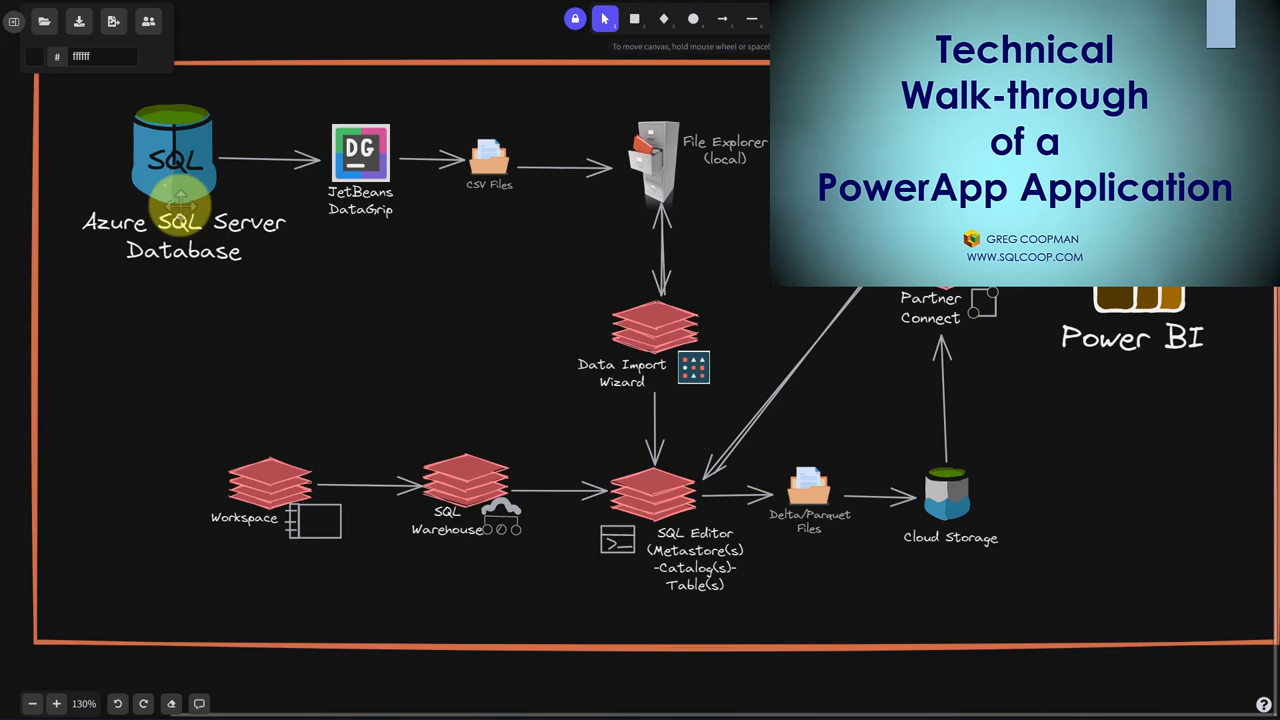 # ffffff
To move canvas, hold mouse wheel or spaceb
Technical
Walk-through
of a
PowerApp Application
GREG COOPMAN
WWW.SQLCOOP.COM
SQL
Azure SQL Server
Database
DG
JetBeans
DataGrip
CSV Files
File Explorer
(local)
Partner
Connect
Power BI
Data Import
Wizard
Workspace
SQL
Warehouse
SQL Editor
(Metastore(s)
-Catalog(s)-
Table(s)
Delta/Parquet
Files
Cloud Storage
130%